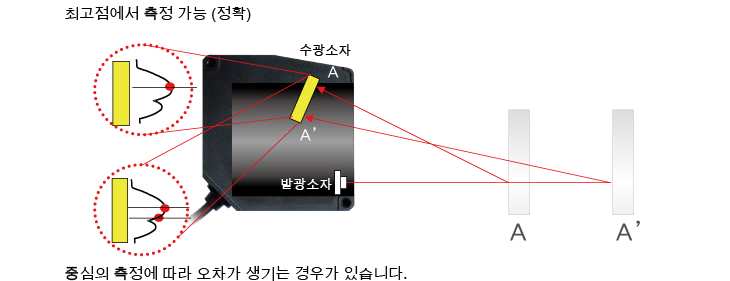 최고점에서 측정 가능 (정확)
수광소자
A
A’
발광소자
A
A’
중심의 측정에 따라 오차가 생기는 경우가 있습니다.